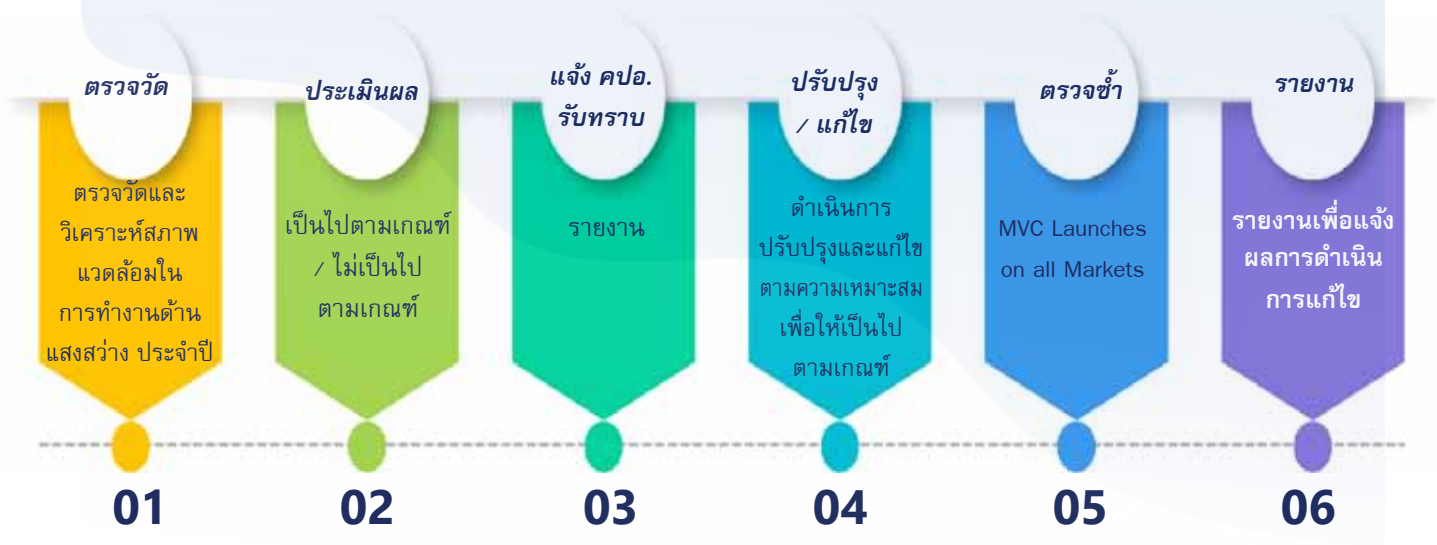 ตรวจวัด
ตรวจวัดและ
วิเคราะห์สภาพ
แวดล้อมใน
การทำงานด้าน
แสงสว่าง ประจำปี
01
ประเมินผล
เป็นไปตามเกณฑ์
/ ไม่เป็นไป
ตามเกณฑ์
02
แจ้ง คปอ.
รับทราบ
รายงาน
03
ปรับปรุง
/ แก้ไข
ดำเนินการ
ปรับปรุงและแก้ไข
ตามความเหมาะสม
เพื่อให้เป็นไป
ตามเกณฑ์
04
ตรวจซ้ำ
MVC Launches
on all Markets
05
รายงาน
รายงานเพื่อแจ้ง
ผลการดำเนิน
การแก้ไข
06